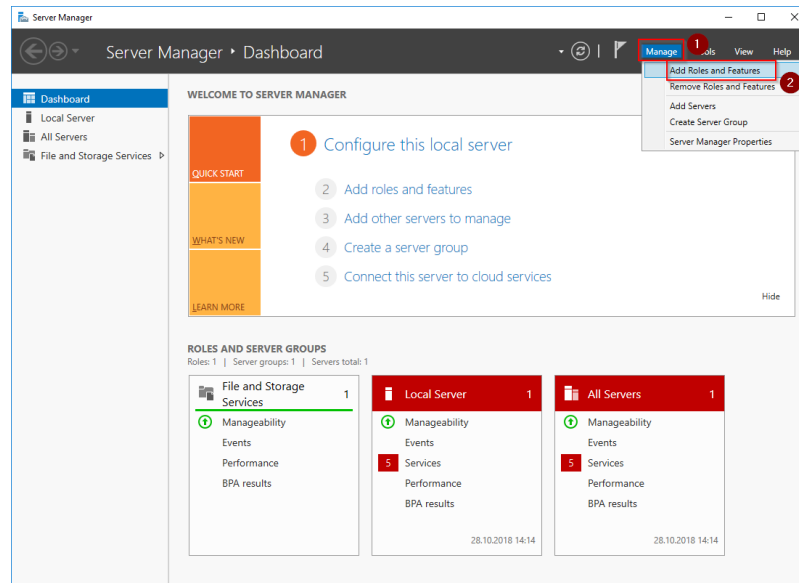 Server Manager
Server Manager ‣ Dashboard
Manage
Tools
View
Help
1
Add Roles and Features
2
Remove Roles and Features
Add Servers
Create Server Group
Server Manager Properties
Dashboard
Local Server
All Servers
File and Storage Services
WELCOME TO SERVER MANAGER
QUICK START
WHAT'S NEW
LEARN MORE
1 Configure this local server
2 Add roles and features
3 Add other servers to manage
4 Create a server group
5 Connect this server to cloud services
Hide
ROLES AND SERVER GROUPS
Roles: 1 | Server groups: 1 | Servers total: 1
File and Storage
Services
1
Manageability
Events
Performance
BPA results
Local Server 1
Manageability
Events
5 Services
Performance
BPA results
28.10.2018 14:14
All Servers 1
Manageability
Events
5 Services
Performance
BPA results
28.10.2018 14:14